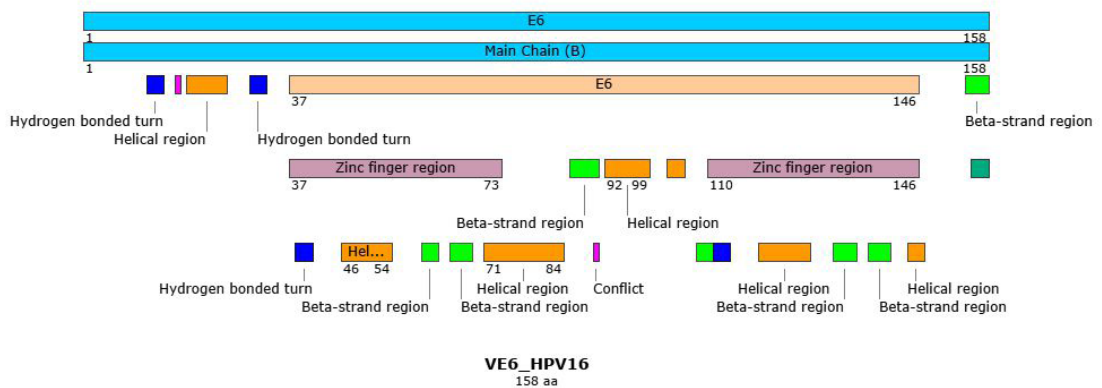 E6
1 158
Main Chain (B)
1 158
E6
37 146
Hydrogen bonded turn Beta-strand region
Helical region Hydrogen bonded turn
Zinc finger region Zinc finger region
37 73 92 99 110 146
Beta-strand region Helical region
Hel...
46 54 71 84
Hydrogen bonded turn Helical region Conflict Helical region Helical region
Beta-strand region Beta-strand region Beta-strand region Beta-strand region
VE6_HPV16
158 aa